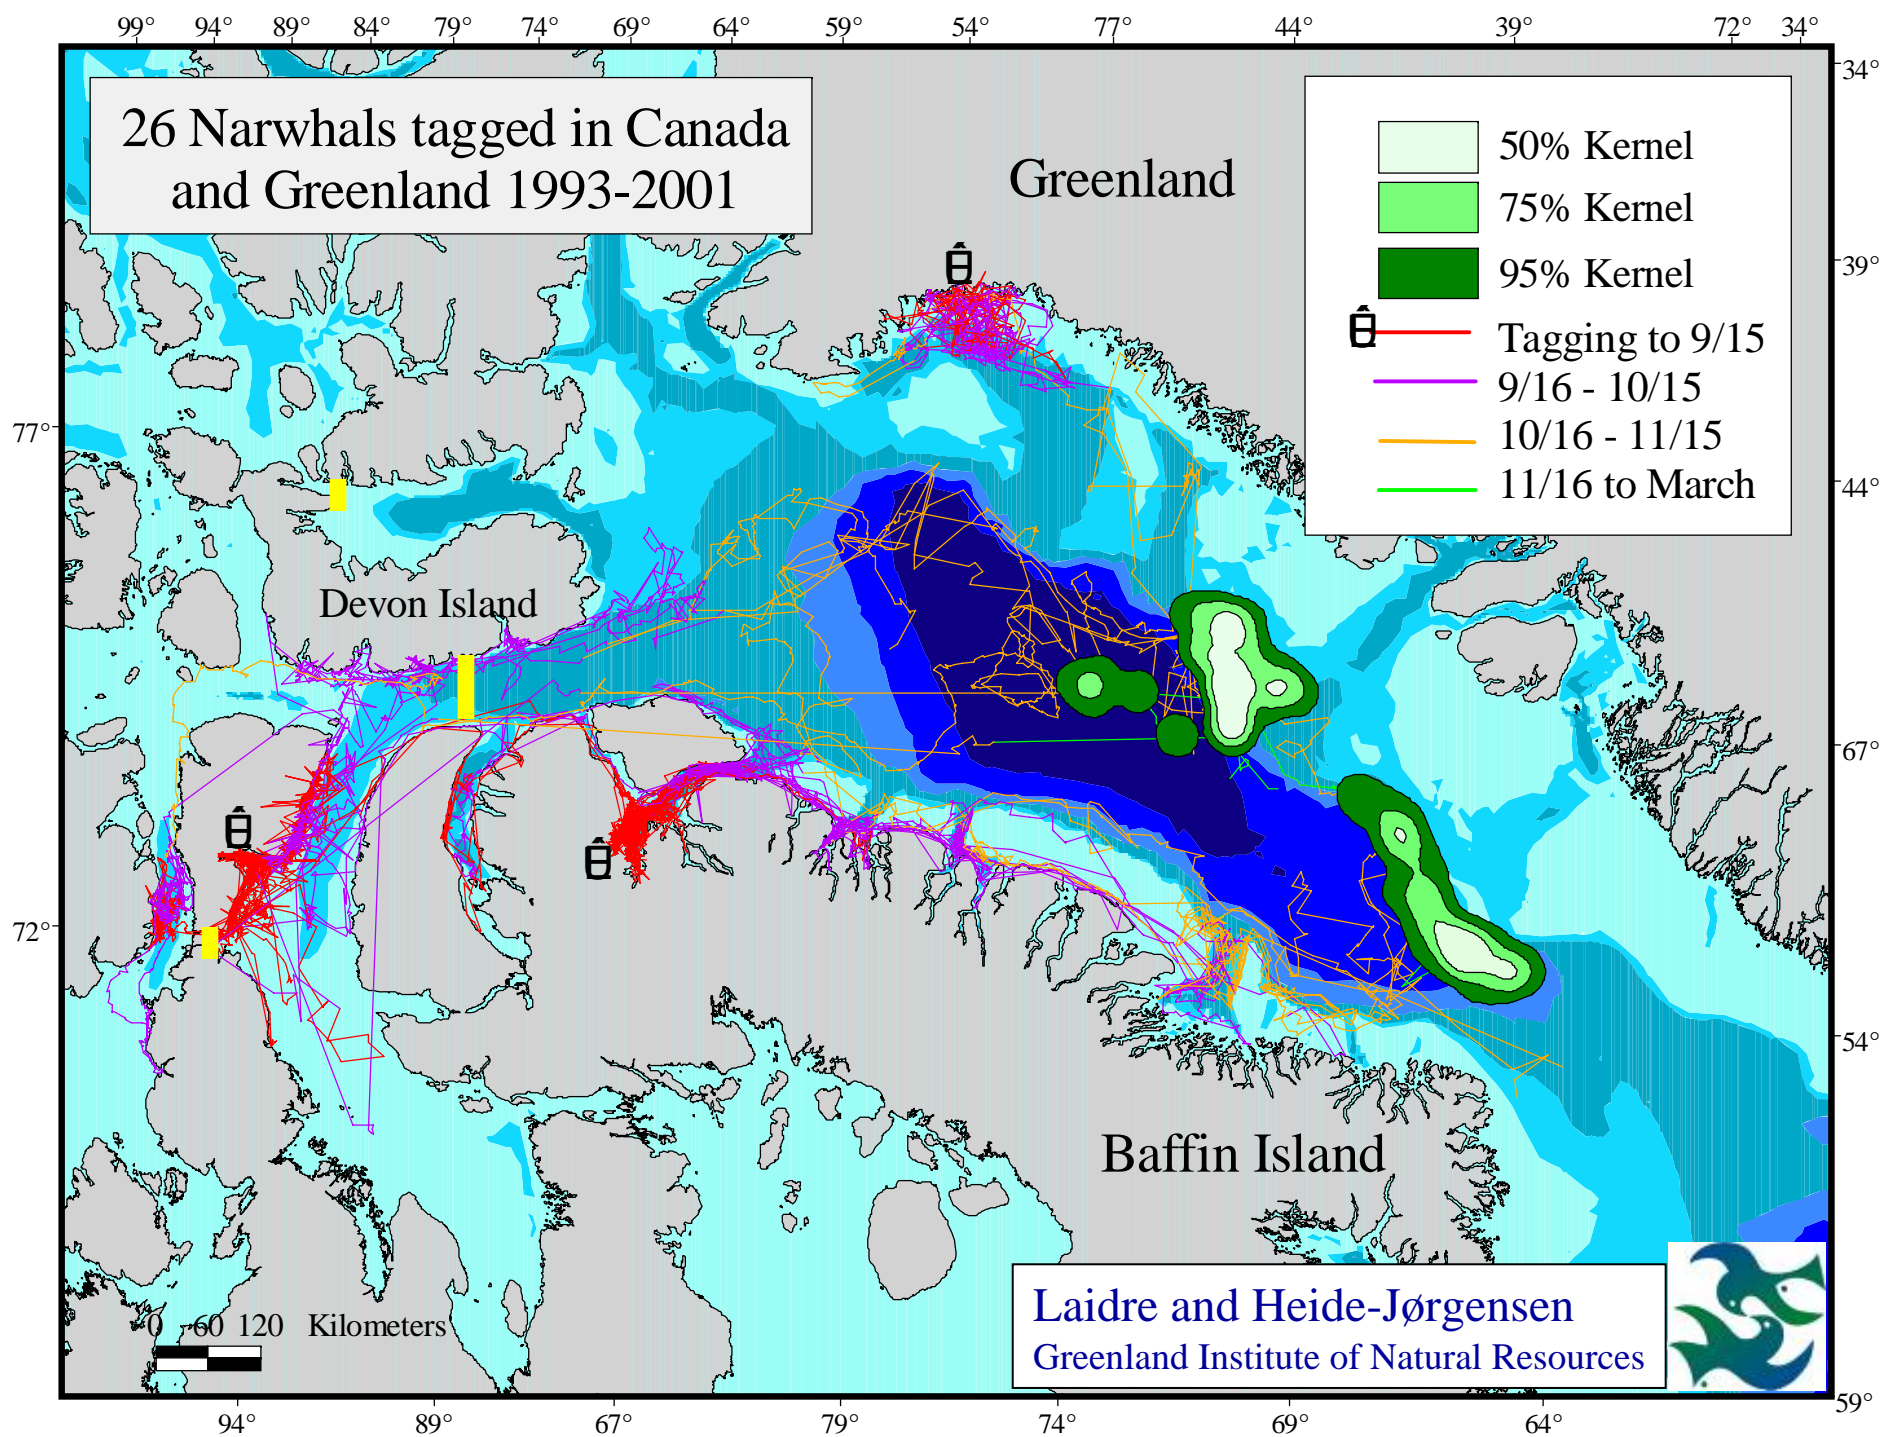 99° 94° 89° 84° 79° 74° 69° 64° 59° 54° 77° 44° 39° 72° 34°
26 Narwhals tagged in Canada
and Greenland 1993-2001
Greenland
50% Kernel
75% Kernel
95% Kernel
Tagging to 9/15
9/16 - 10/15
10/16 - 11/15
11/16 to March
34°
39°
44°
67°
54°
59°
77°
72°
Devon Island
Baffin Island
0 60 120 Kilometers
Laidre and Heide-Jørgensen
Greenland Institute of Natural Resources
94° 89° 67° 79° 74° 69° 64°